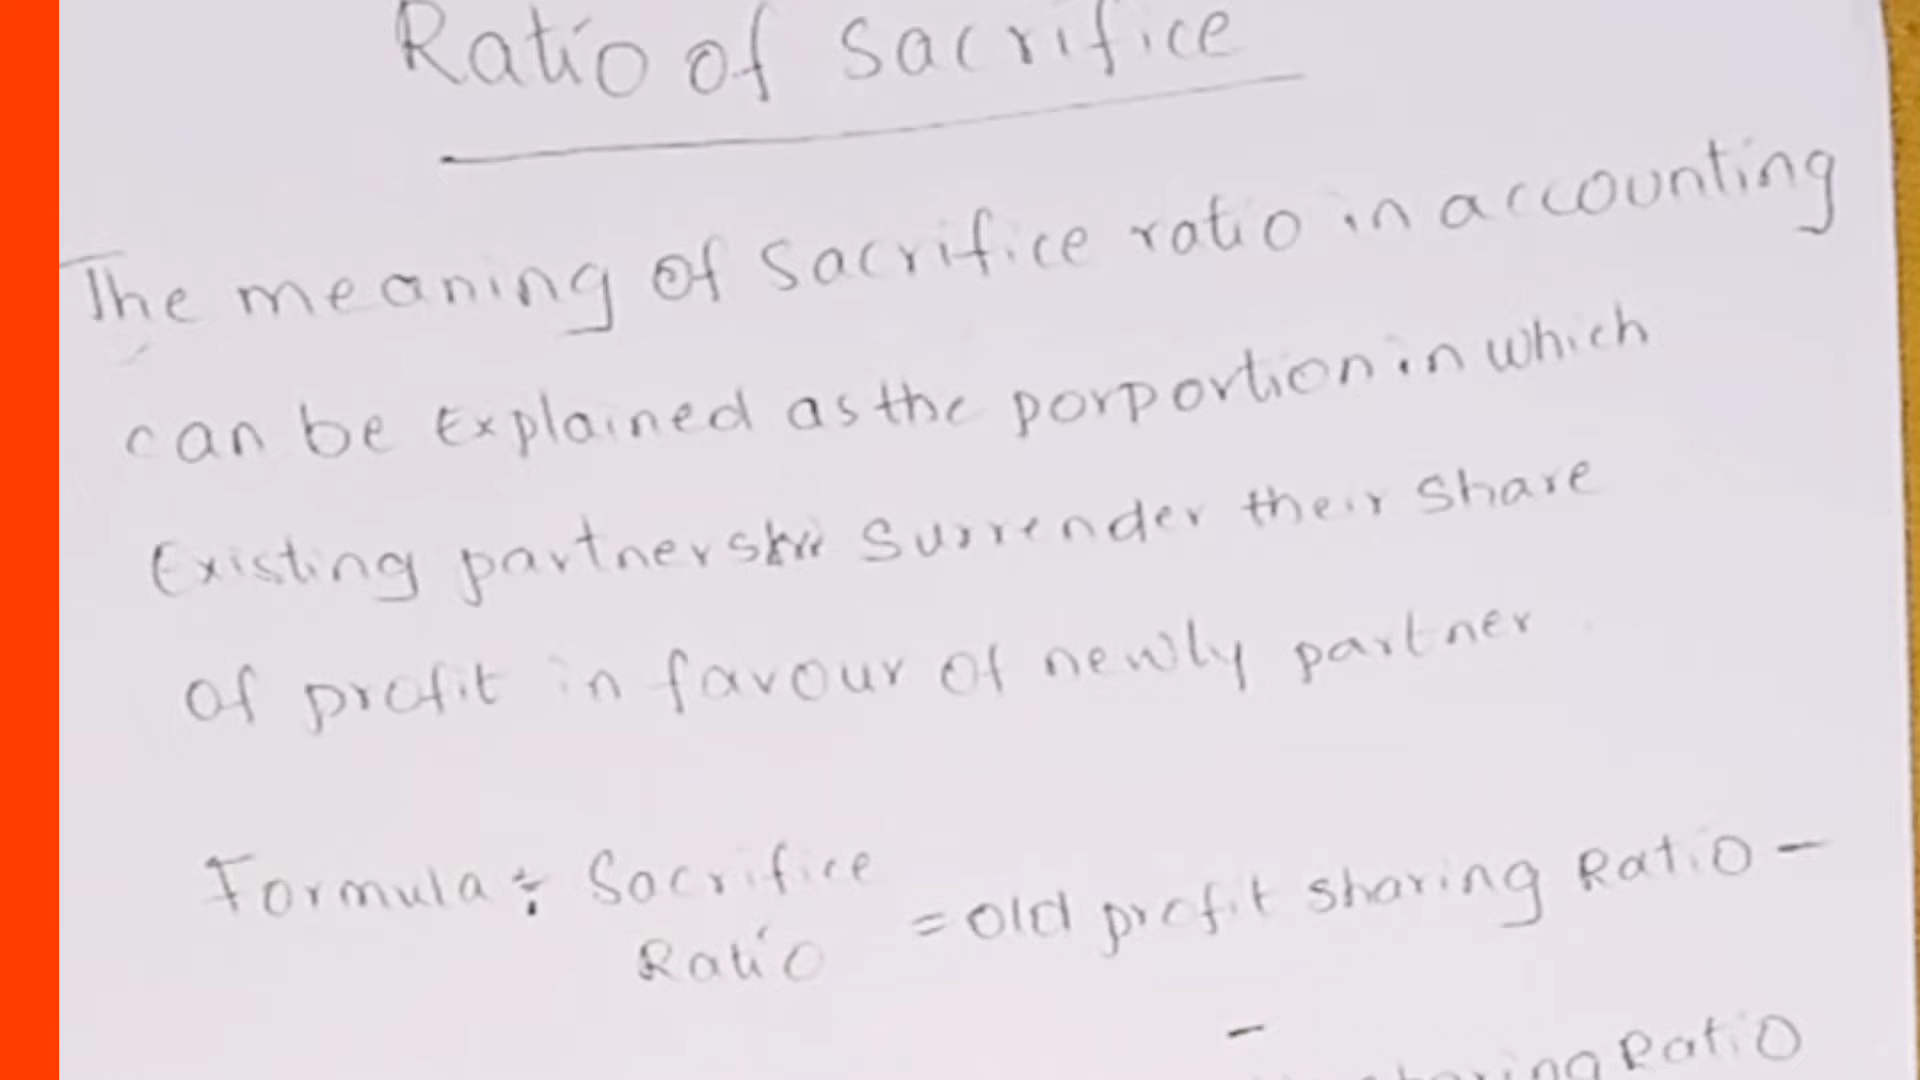 Ratio of Sacrifice
The meaning of Sacrifice ratio in accounting
can be Explained as the porportion in which
Existing partners Surrender their Share
of profit in favour of newly partner
Formula : Sacrifice
Ratio = Old profit sharing Ratio -
- Ratio